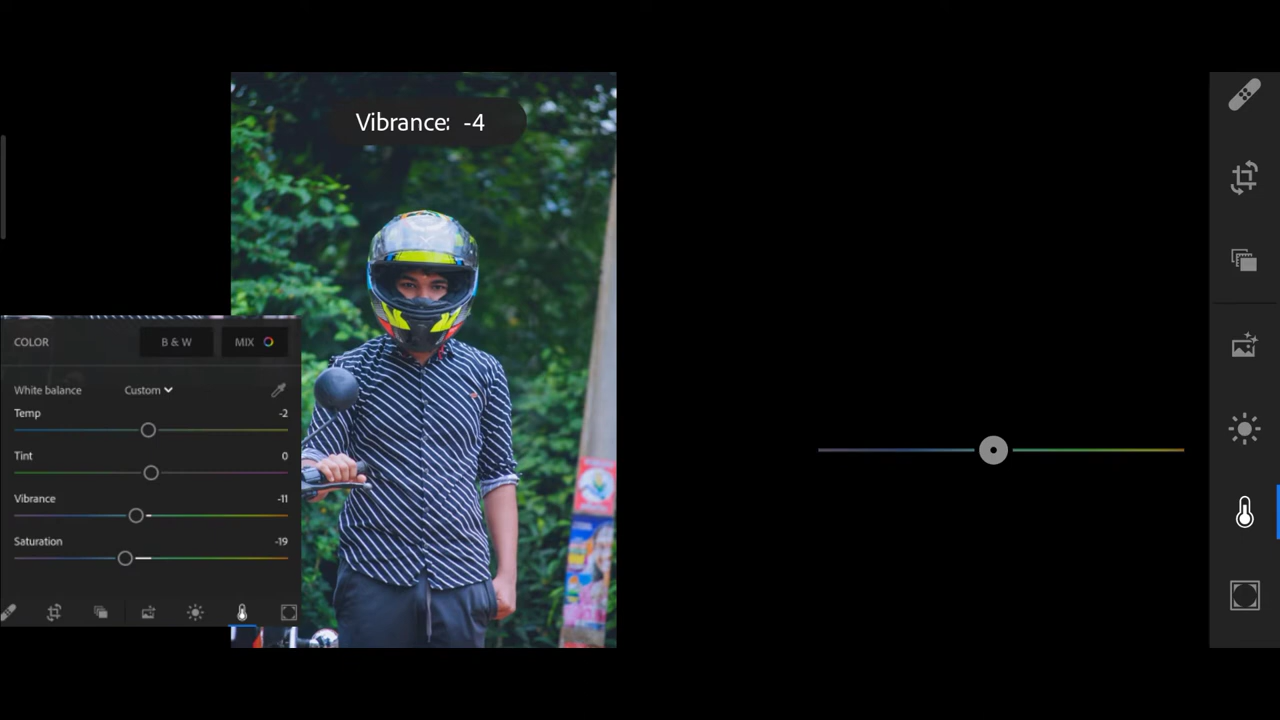 Vibrance: -4
COLOR
B & W
MIX
White balance
Custom
Temp
-2
Tint
0
Vibrance
-11
Saturation
-19